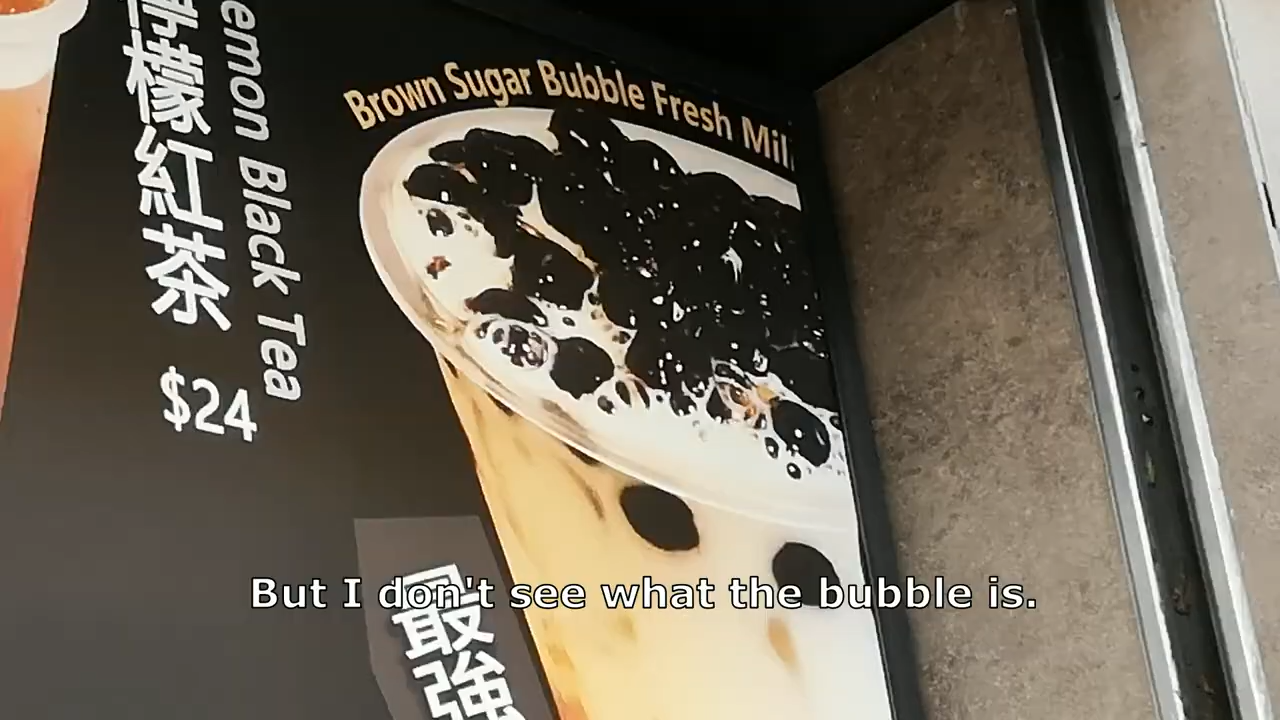 檬紅茶
emon Black Tea
$24
Brown Sugar Bubble Fresh Mil
最強
But I don't see what the bubble is.